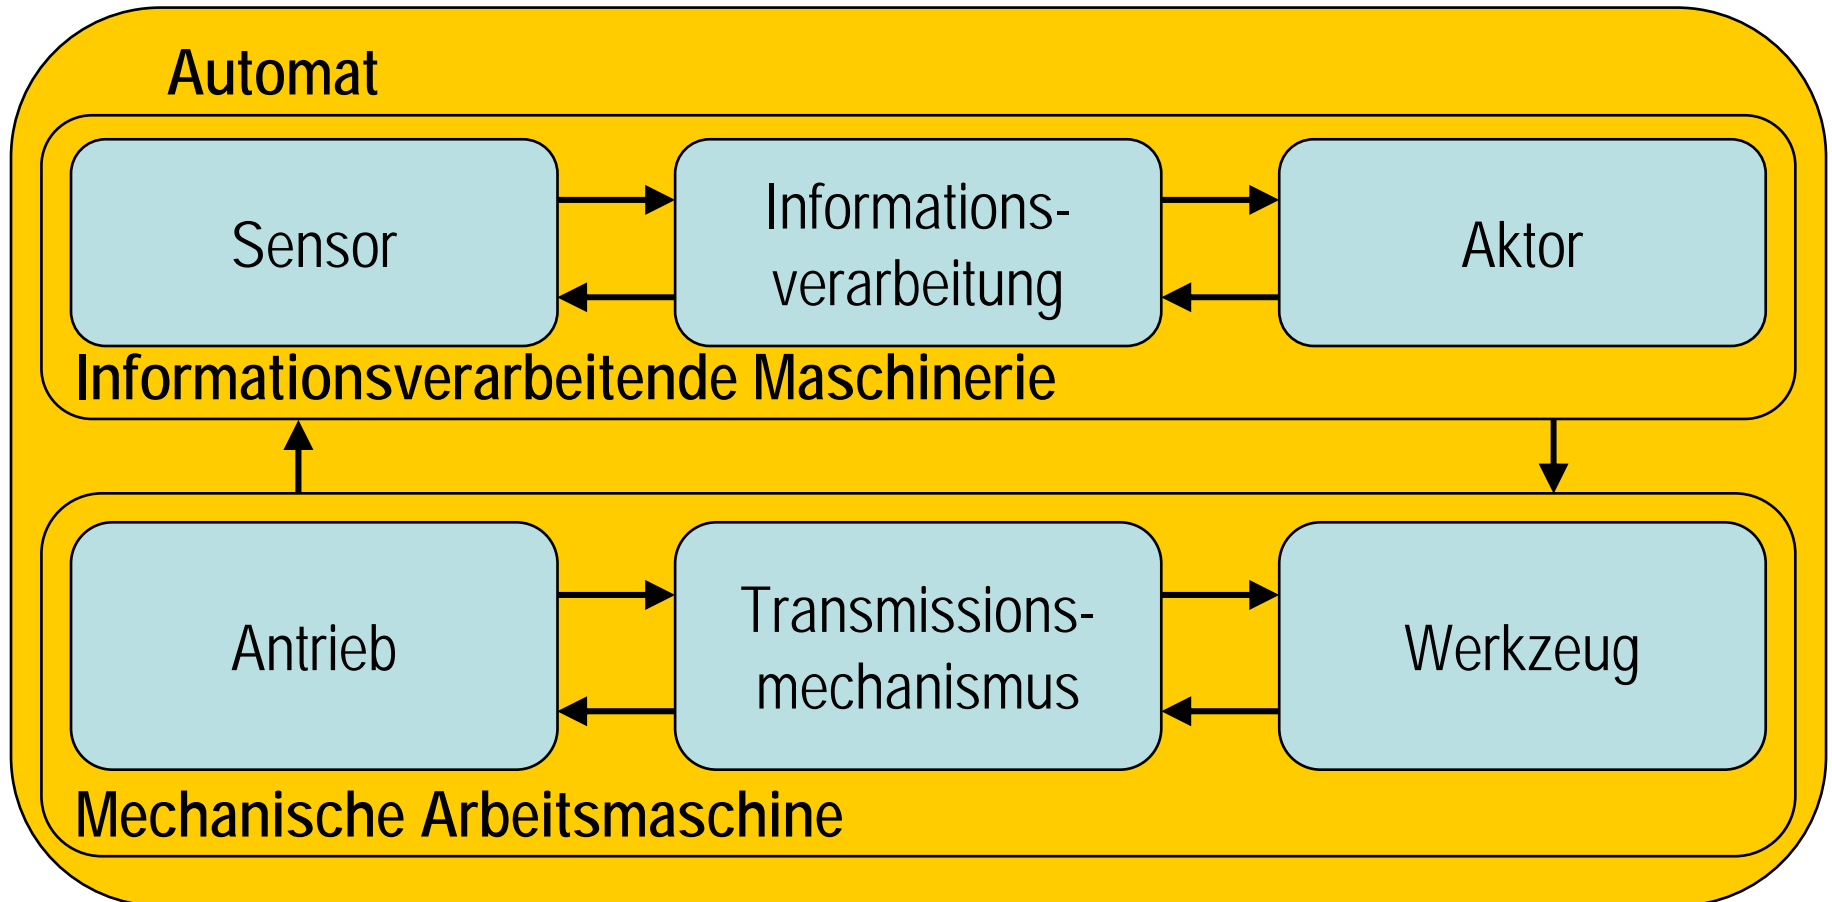 Automat
Sensor
Informations-
verarbeitung
Aktor
Informationsverarbeitende Maschinerie
Antrieb
Transmissions-
mechanismus
Werkzeug
Mechanische Arbeitsmaschine